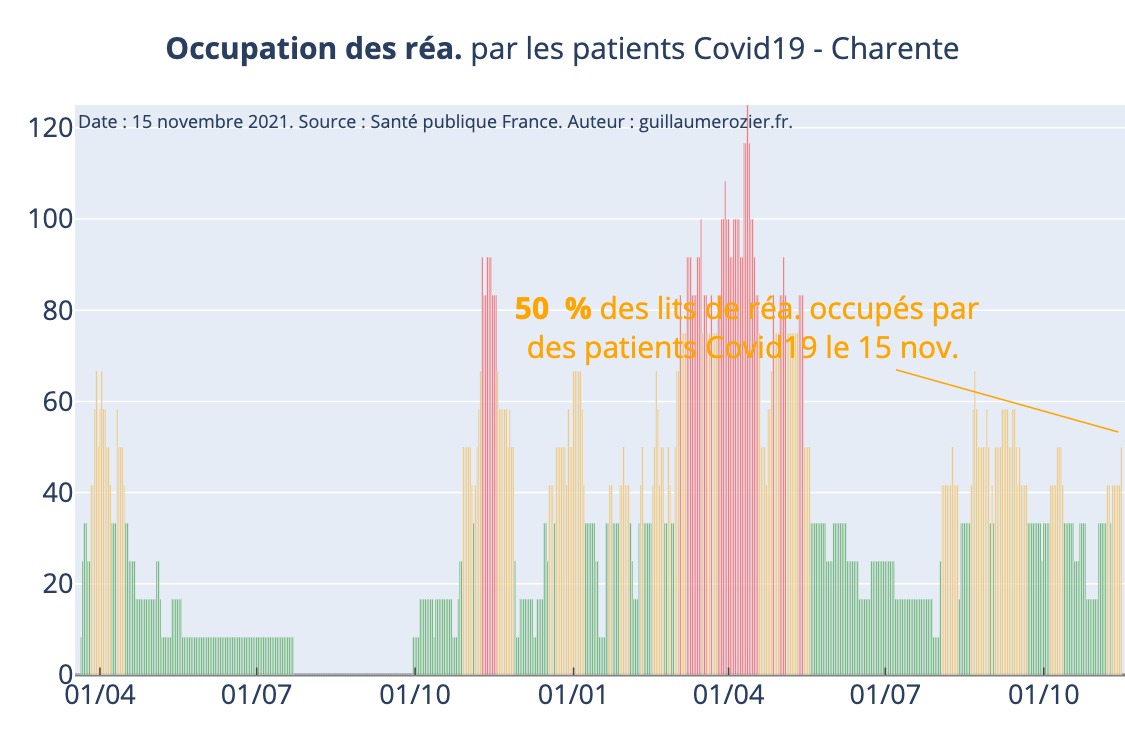 Occupation des réa. par les patients Covid19 - Charente
Date : 15 novembre 2021. Source : Santé publique France. Auteur : guillaumerozier.fr.
120
100
80
60
40
20
0
50 % des lits de réa. occupés par
des patients Covid19 le 15 nov.
01/04 01/07 01/10 01/01 01/04 01/07 01/10